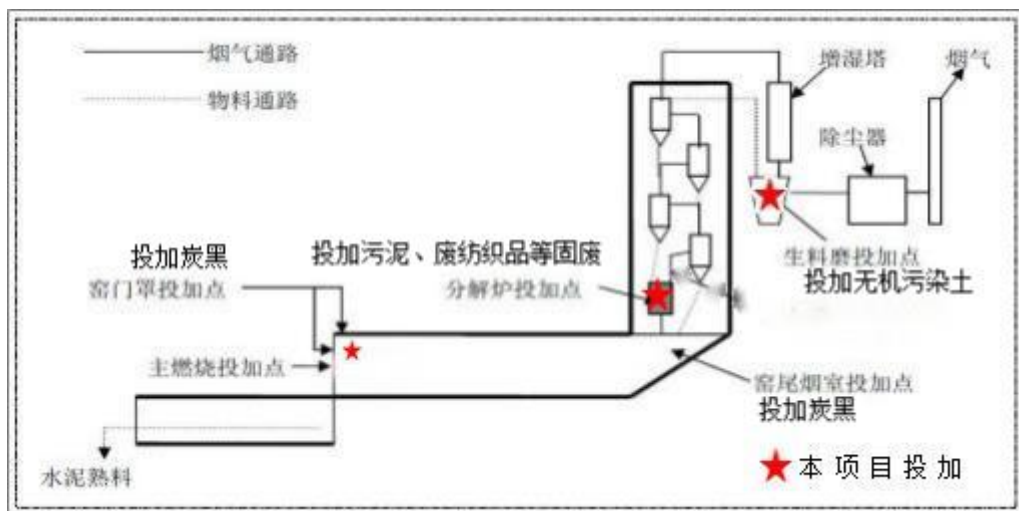 烟气通路
物料通路
增湿塔
烟气
除尘器
投加炭黑
窑门罩投加点
投加污泥、废纺织品等固废
分解炉投加点
生料磨投加点
投加无机污染土
主燃烧投加点
窑尾烟室投加点
投加炭黑
水泥熟料
本项目投加